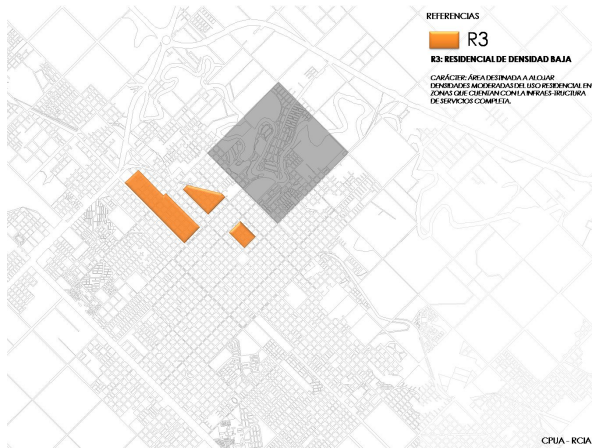 REFERENCIAS
R3
R3: RESIDENCIAL DE DENSIDAD BAJA
CARÁCTER: ÁREA DESTINADA A ALOJAR
DENSIDADES MODERADAS DEL USO RESIDENCIAL EN
ZONAS QUE CUENTAN CON LA INFRAES-TRUCTURA
DE SERVICIOS COMPLETA.
CPUA - RCIA